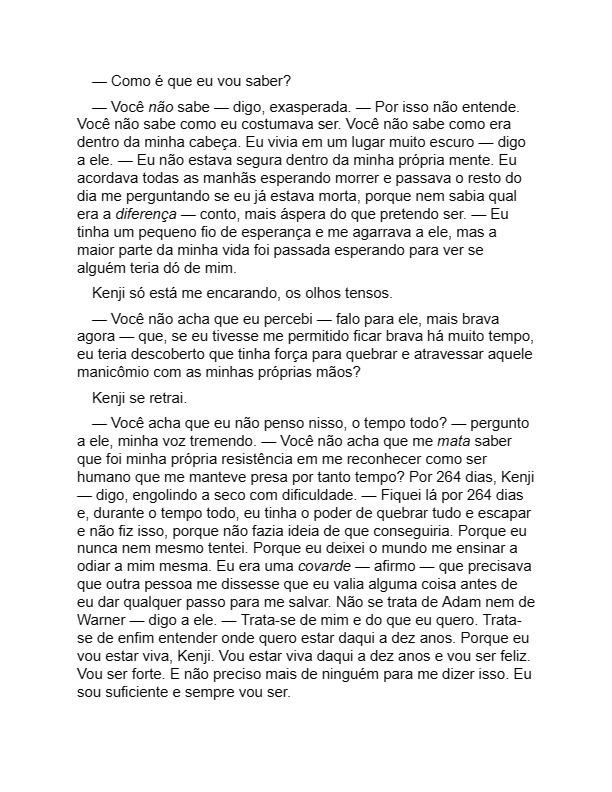 — Como é que eu vou saber?
— Você não sabe — digo, exasperada. — Por isso não entende.
Você não sabe como eu costumava ser. Você não sabe como era
dentro da minha cabeça. Eu vivia em um lugar muito escuro — digo
a ele. — Eu não estava segura dentro da minha própria mente. Eu
acordava todas as manhãs esperando morrer e passava o resto do
dia me perguntando se eu já estava morta, porque nem sabia qual
era a diferença — conto, mais áspera do que pretendo ser. — Eu
tinha um pequeno fio de esperança e me agarrava a ele, mas a
maior parte da minha vida foi passada esperando para ver se
alguém teria dó de mim.
Kenji só está me encarando, os olhos tensos.
— Você não acha que eu percebi — falo para ele, mais brava
agora — que, se eu tivesse me permitido ficar brava há muito tempo,
eu teria descoberto que tinha força para quebrar e atravessar aquele
manicômio com as minhas próprias mãos?
Kenji se retrai.
— Você acha que eu não penso nisso, o tempo todo? — pergunto
a ele, minha voz tremendo. — Você não acha que me mata saber
que foi minha própria resistência em me reconhecer como ser
humano que me manteve presa por tanto tempo? Por 264 dias, Kenji
— digo, engolindo a seco com dificuldade. — Fiquei lá por 264 dias
e, durante o tempo todo, eu tinha o poder de quebrar tudo e escapar
e não fiz isso, porque não fazia ideia de que conseguiria. Porque eu
nunca nem mesmo tentei. Porque eu deixei o mundo me ensinar a
odiar a mim mesma. Eu era uma covarde — afirmo — que precisava
que outra pessoa me dissesse que eu valia alguma coisa antes de
eu dar qualquer passo para me salvar. Não se trata de Adam nem de
Warner — digo a ele. — Trata-se de mim e do que eu quero. Trata-
se de enfim entender onde quero estar daqui a dez anos. Porque eu
vou estar viva, Kenji. Vou estar viva daqui a dez anos e vou ser feliz.
Vou ser forte. E não preciso mais de ninguém para me dizer isso. Eu
sou suficiente e sempre vou ser.